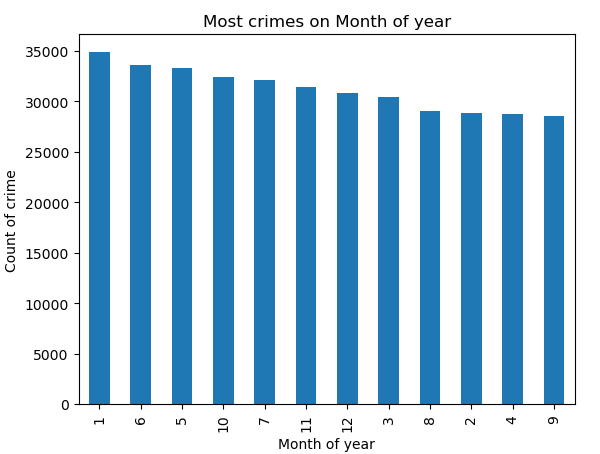 Most crimes on Month of year
35000
30000
25000
20000
15000
10000
5000
0
Count of crime
1 6 5 10 7 11 12 3 8 2 4 9
Month of year